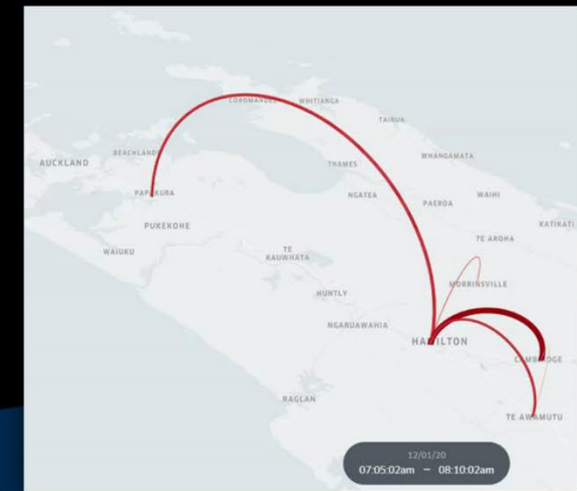 COROMANDEL
WHITIANGA
TAIRUA
BEACHLANDS
AUCKLAND
THAMES
WHANGAMATA
PAPAKURA
NGATEA
PAEROA
WAIHI
KATIKATI
PUKEKOHE
TE AROHA
WAIUKU
TE
KAUWHATA
MORRINSVILLE
HUNTLY
NGARUAWAHIA
HAMILTON
CAMBRIDGE
RAGLAN
TE AWAMUTU
12/01/20
07:05:02am – 08:10:02am